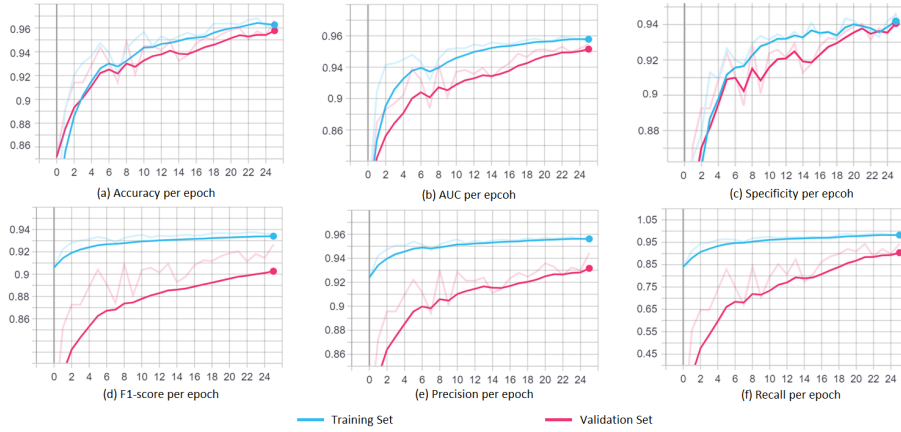 0.96
0.94
0.92
0.9
0.88
0.86
0 2 4 6 8 10 12 14 16 18 20 22 24
(a) Accuracy per epoch
0.96
0.94
0.9
0.86
0 2 4 6 8 10 12 14 16 18 20 22 24
(b) AUC per epcoh
0.94
0.92
0.9
0.88
0 2 4 6 8 10 12 14 16 18 20 22 24
(c) Specificity per epcoh
0.94
0.92
0.9
0.88
0.86
0 2 4 6 8 10 12 14 16 18 20 22 24
(d) F1-score per epoch
0.96
0.94
0.92
0.9
0.88
0.86
0 2 4 6 8 10 12 14 16 18 20 22 24
(e) Precision per epoch
1.05
0.95
0.85
0.75
0.65
0.55
0.45
0 2 4 6 8 10 12 14 16 18 20 22 24
(f) Recall per epoch
Training Set
Validation Set